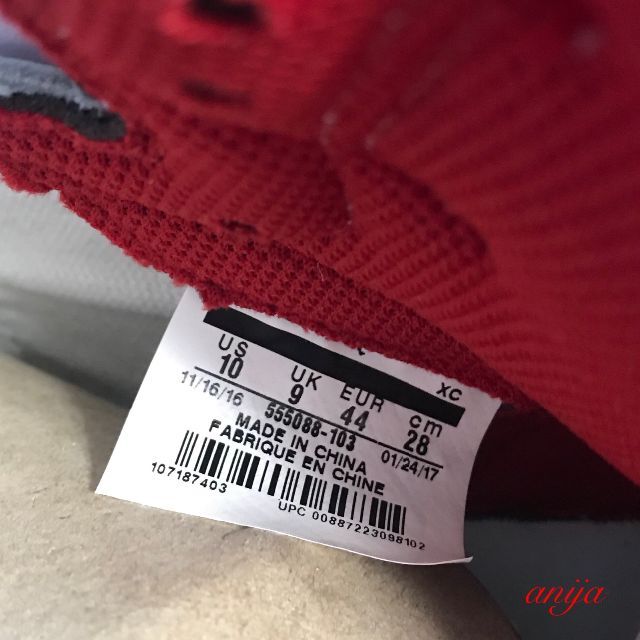 XC
US UK EUR cm
10 9 44 28
11/16/16 555088-103 01/24/17
MADE IN CHINA
FABRIQUE EN CHINE
107187403
UPC 00887223098102
anija